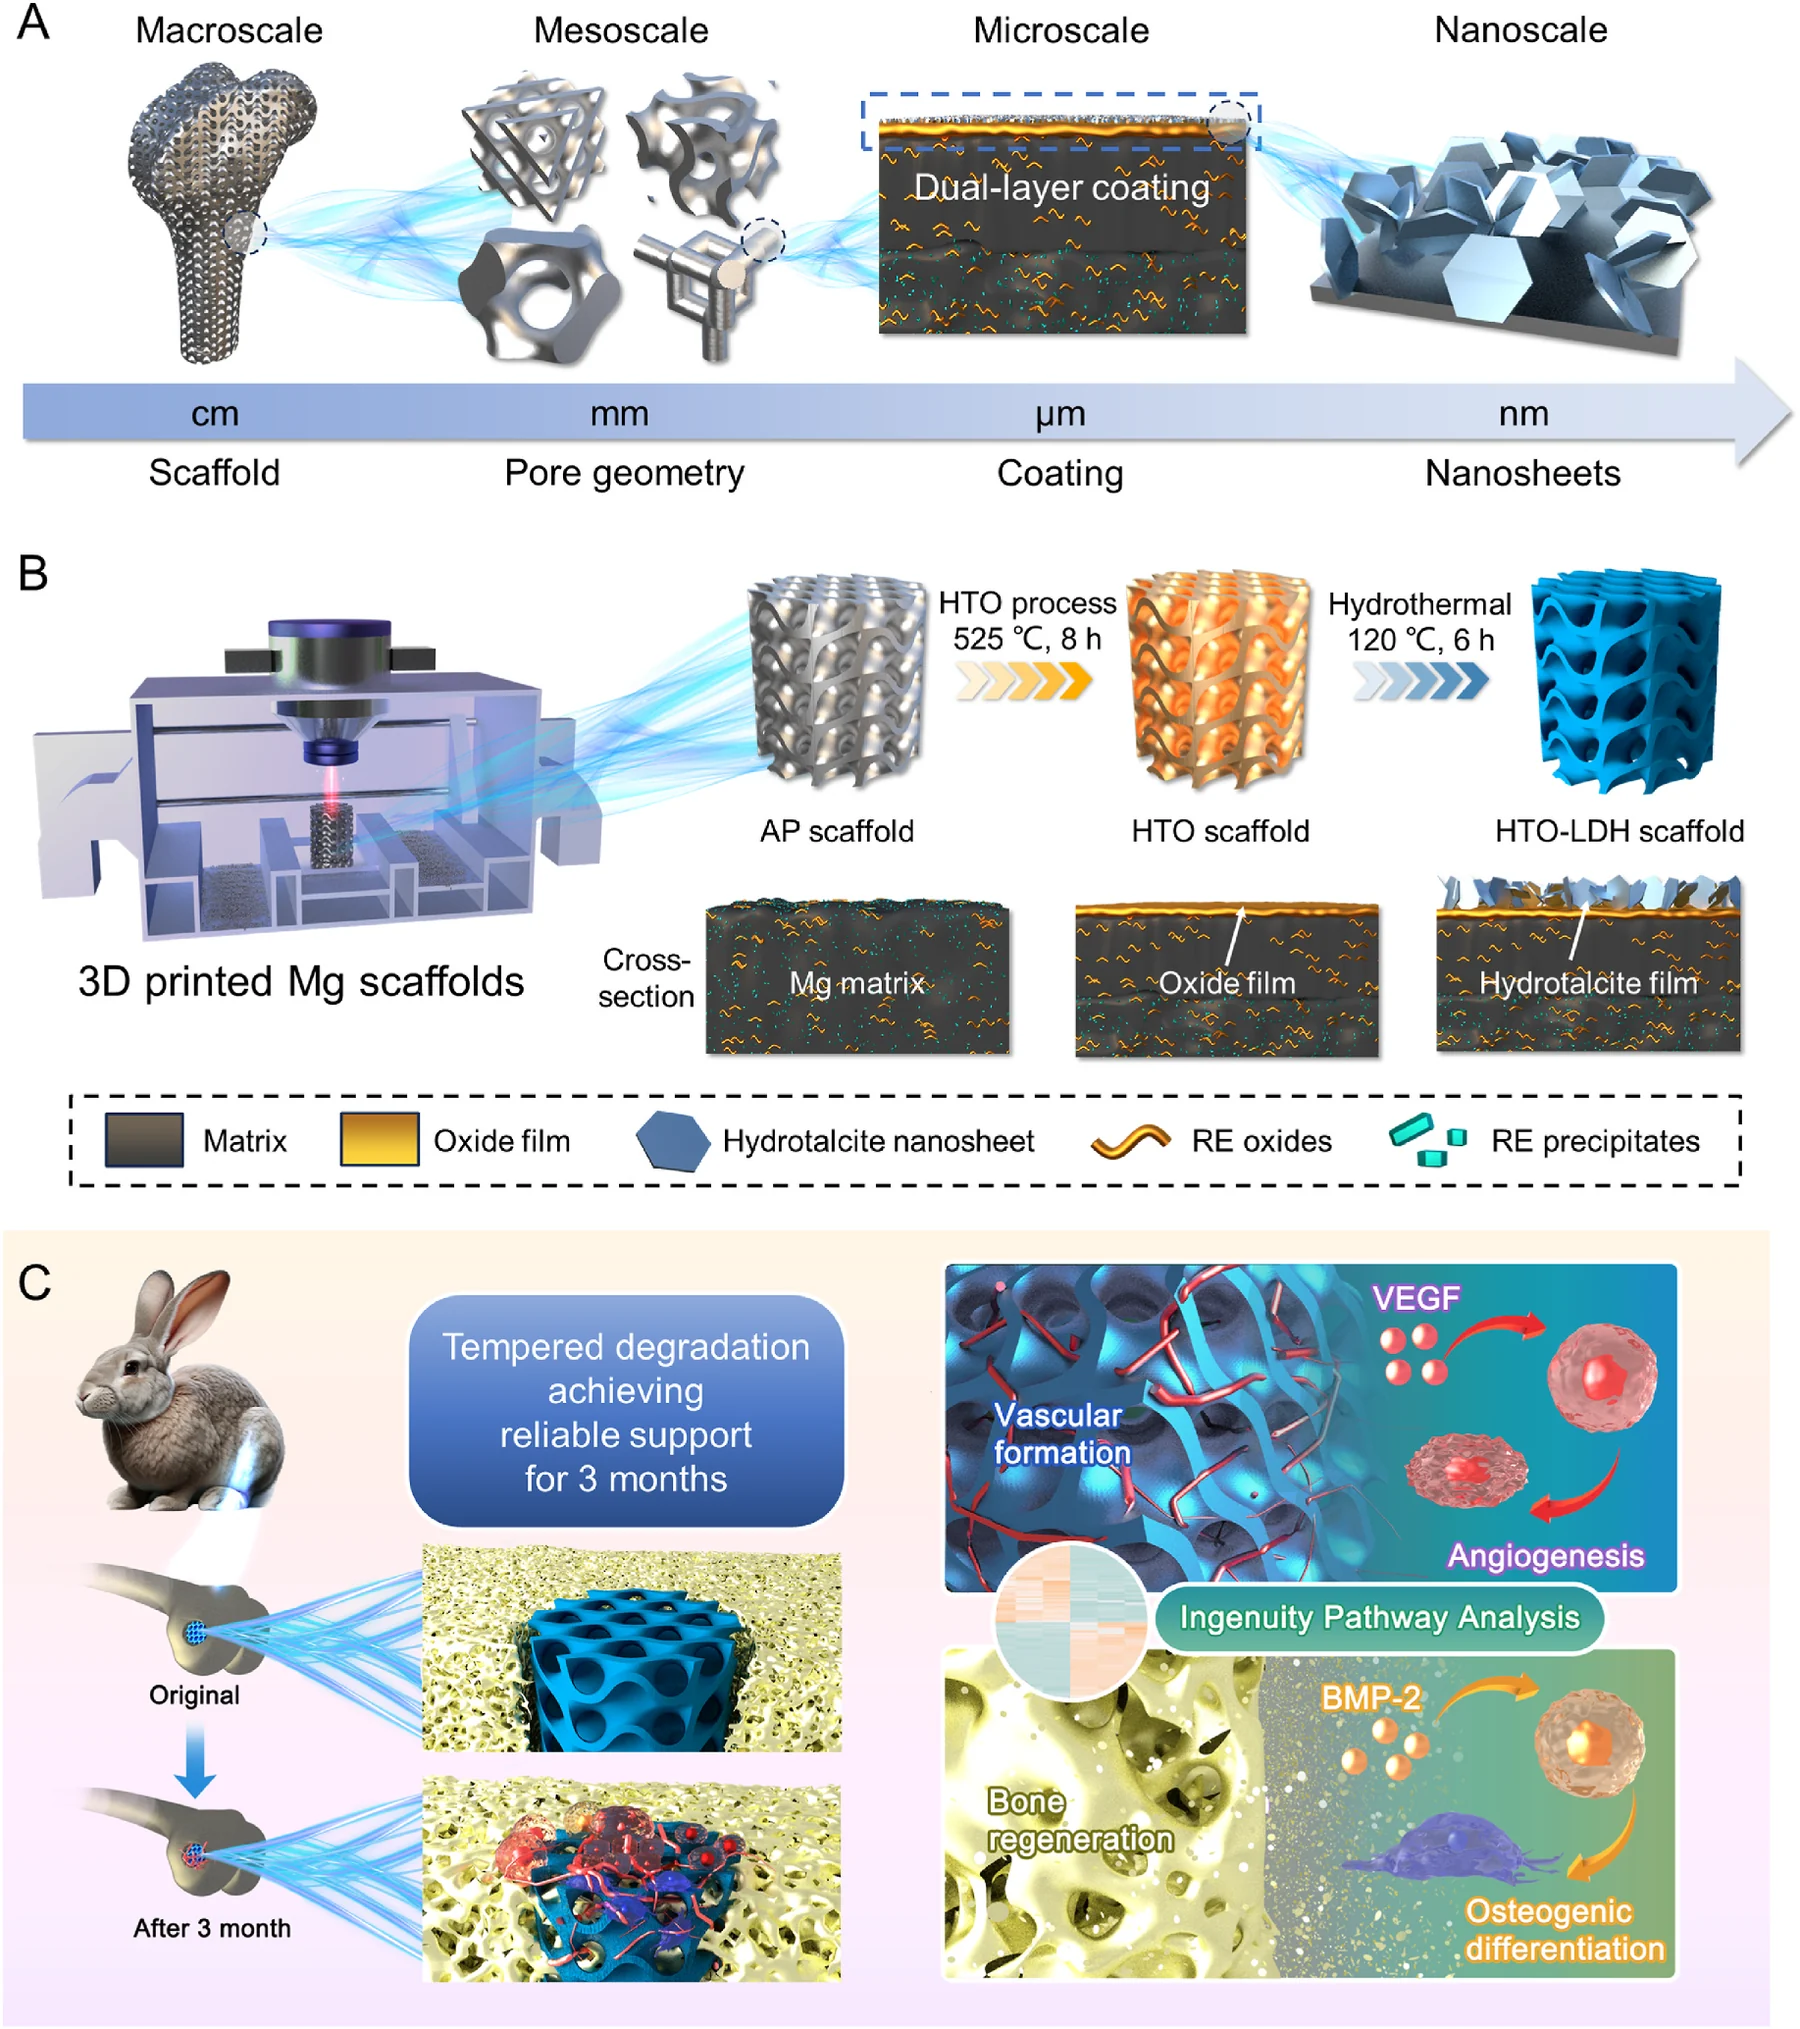 A
Macroscale
Mesoscale
Microscale
Nanoscale
Dual-layer coating
cm
mm
μm
nm
Scaffold
Pore geometry
Coating
Nanosheets
B
HTO process
525 ℃, 8 h
Hydrothermal
120 ℃, 6 h
AP scaffold
HTO scaffold
HTO-LDH scaffold
3D printed Mg scaffolds
Cross-
section
Mg matrix
Oxide film
Hydrotalcite film
Matrix
Oxide film
Hydrotalcite nanosheet
RE oxides
RE precipitates
C
Tempered degradation
achieving
reliable support
for 3 months
Original
After 3 month
VEGF
Vascular
formation
Angiogenesis
Ingenuity Pathway Analysis
BMP-2
Bone
regeneration
Osteogenic
differentiation